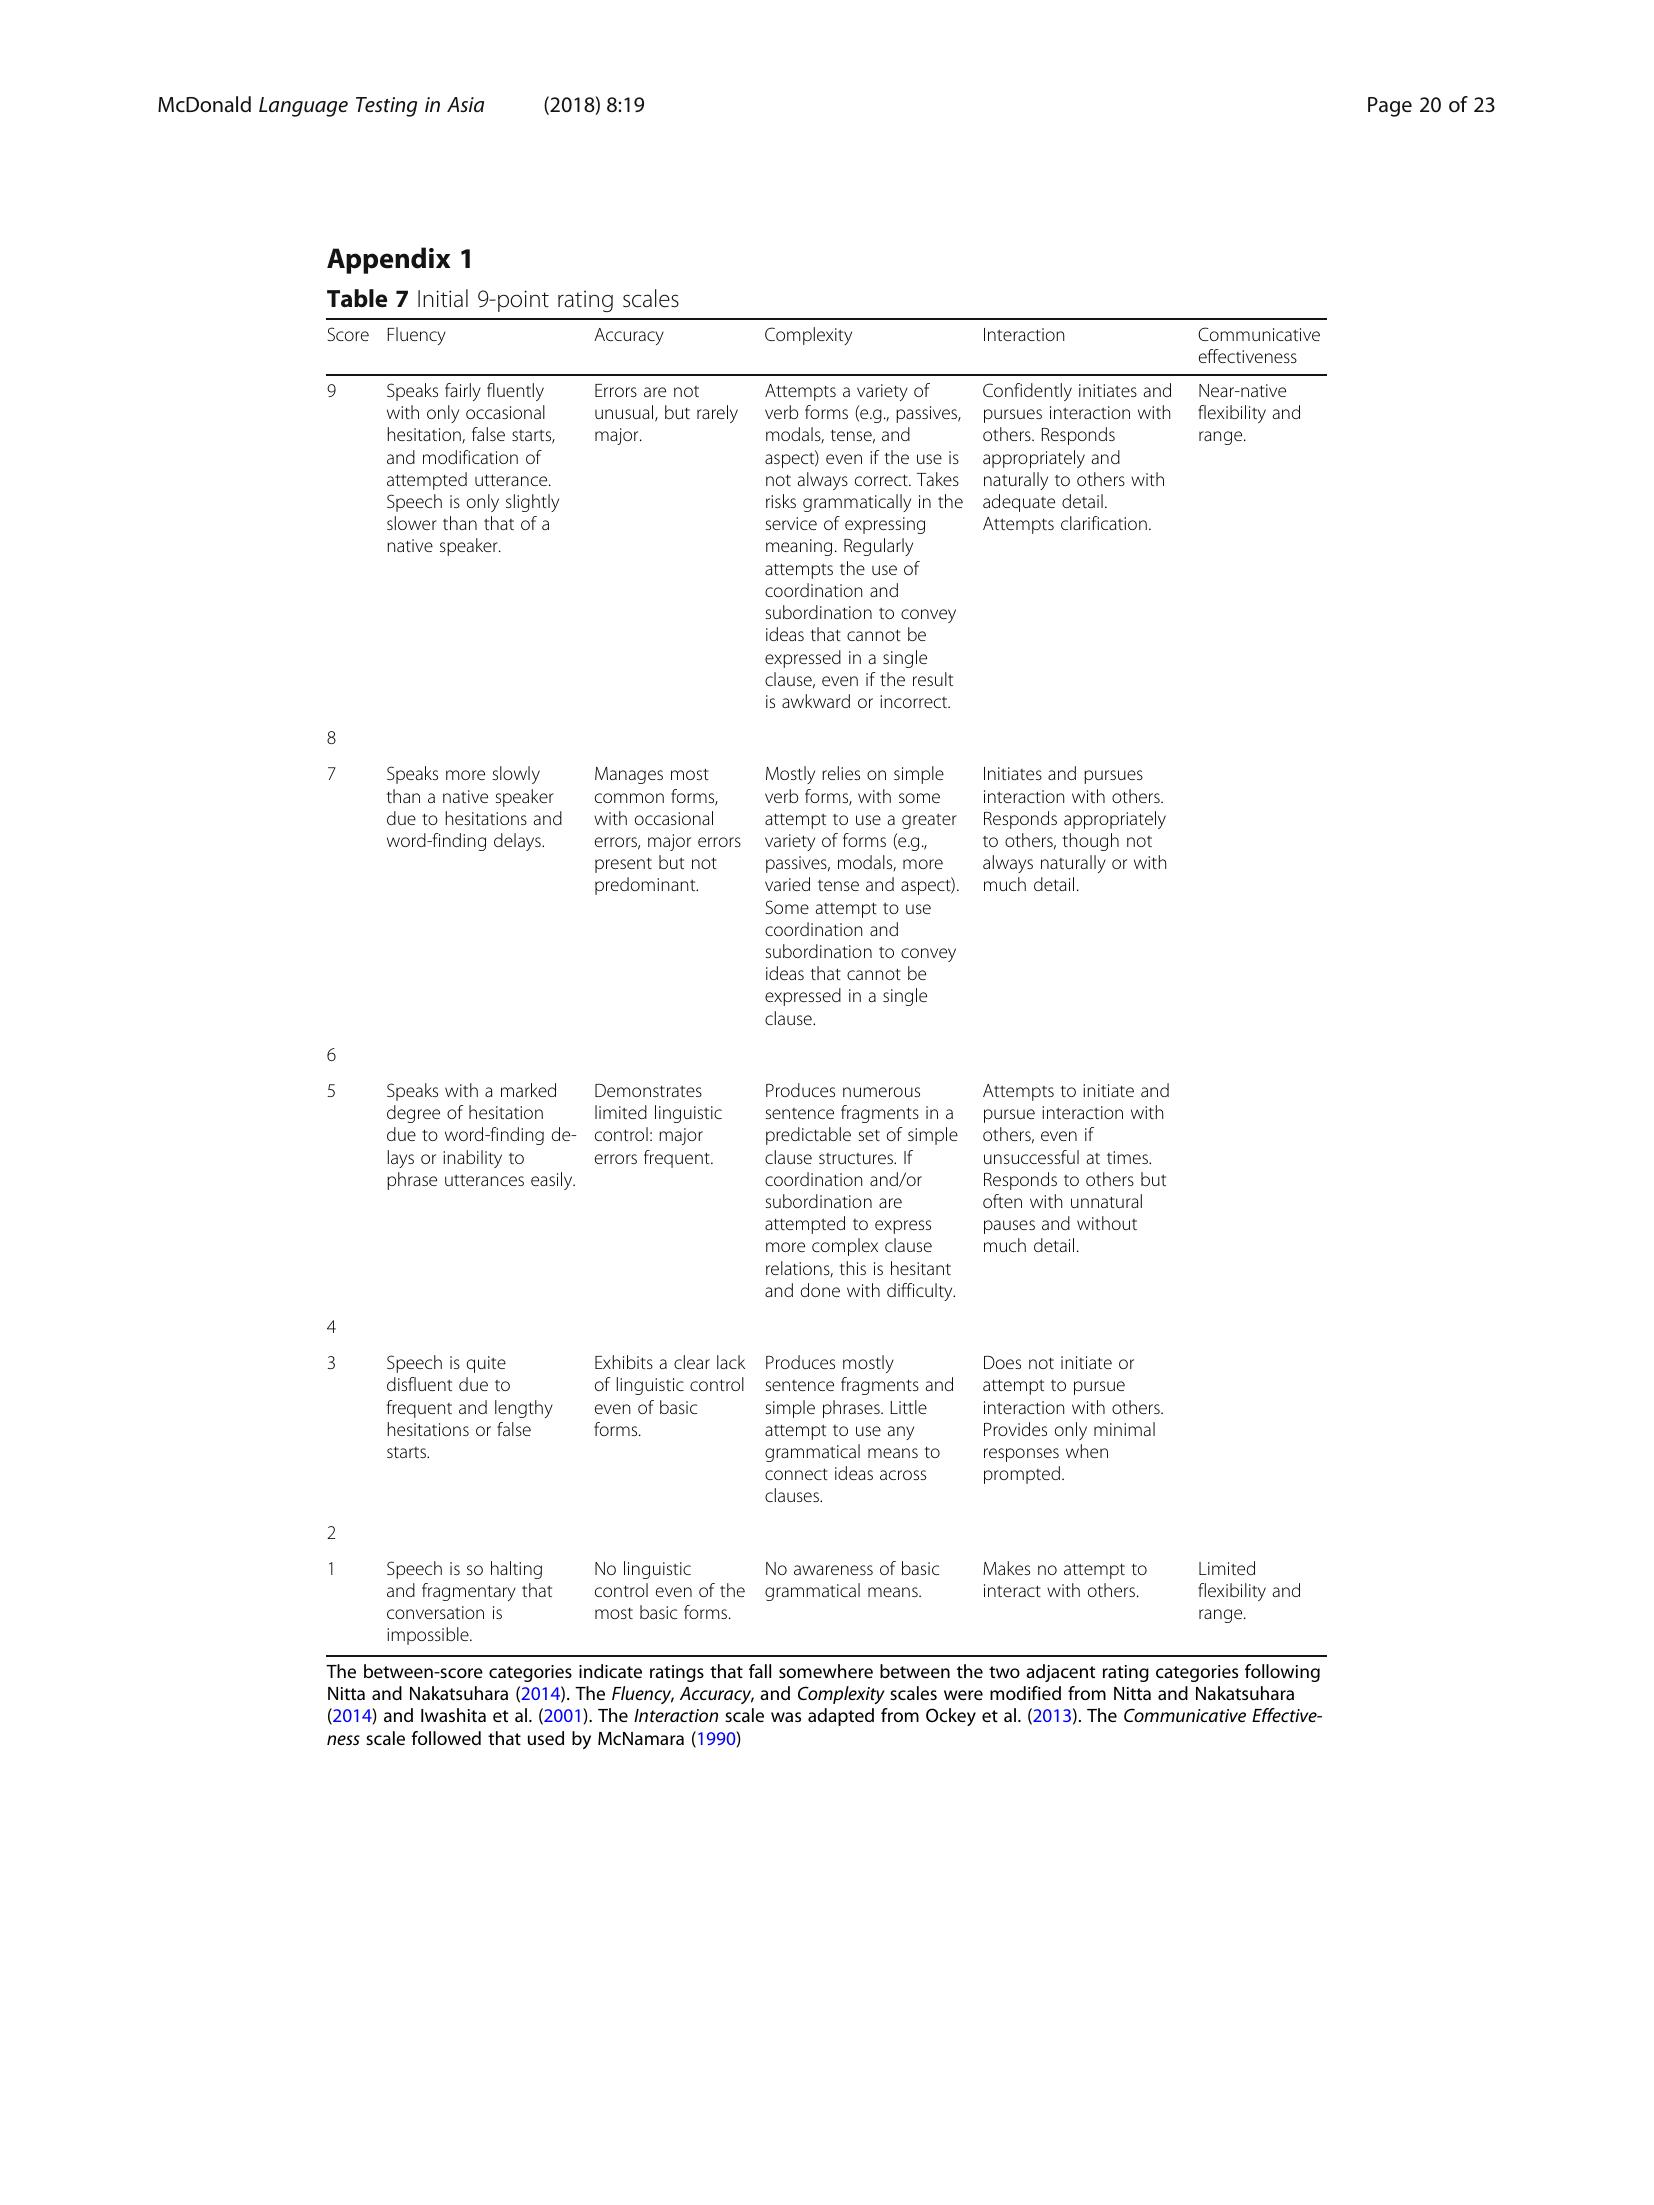 McDonald Language Testing in Asia (2018) 8:19 Page 20 of 23
Appendix 1
Table 7 Initial 9-point rating scales
Score Fluency Accuracy Complexity Interaction Communicative
effectiveness
9
Speaks fairly fluently
with only occasional
hesitation, false starts,
and modification of
attempted utterance.
Speech is only slightly
slower than that of a
native speaker.
Errors are not
unusual, but rarely
major.
Attempts a variety of
verb forms (e.g., passives,
modals, tense, and
aspect) even if the use is
not always correct. Takes
risks grammatically in the
service of expressing
meaning. Regularly
attempts the use of
coordination and
subordination to convey
ideas that cannot be
expressed in a single
clause, even if the result
is awkward or incorrect.
Confidently initiates and
pursues interaction with
others. Responds
appropriately and
naturally to others with
adequate detail.
Attempts clarification.
Near-native
flexibility and
range.
8
7
Speaks more slowly
than a native speaker
due to hesitations and
word-finding delays.
Manages most
common forms,
with occasional
errors, major errors
present but not
predominant.
Mostly relies on simple
verb forms, with some
attempt to use a greater
variety of forms (e.g.,
passives, modals, more
varied tense and aspect).
Some attempt to use
coordination and
subordination to convey
ideas that cannot be
expressed in a single
clause.
Initiates and pursues
interaction with others.
Responds appropriately
to others, though not
always naturally or with
much detail.
6
5
Speaks with a marked
degree of hesitation
due to word-finding de-
lays or inability to
phrase utterances easily.
Demonstrates
limited linguistic
control: major
errors frequent.
Produces numerous
sentence fragments in a
predictable set of simple
clause structures. If
coordination and/or
subordination are
attempted to express
more complex clause
relations, this is hesitant
and done with difficulty.
Attempts to initiate and
pursue interaction with
others, even if
unsuccessful at times.
Responds to others but
often with unnatural
pauses and without
much detail.
4
3
Speech is quite
disfluent due to
frequent and lengthy
hesitations or false
starts.
Exhibits a clear lack
of linguistic control
even of basic
forms.
Produces mostly
sentence fragments and
simple phrases. Little
attempt to use any
grammatical means to
connect ideas across
clauses.
Does not initiate or
attempt to pursue
interaction with others.
Provides only minimal
responses when
prompted.
2
1
Speech is so halting
and fragmentary that
conversation is
impossible.
No linguistic
control even of the
most basic forms.
No awareness of basic
grammatical means.
Makes no attempt to
interact with others.
Limited
flexibility and
range.
The between-score categories indicate ratings that fall somewhere between the two adjacent rating categories following
Nitta and Nakatsuhara (2014). The Fluency, Accuracy, and Complexity scales were modified from Nitta and Nakatsuhara
(2014) and Iwashita et al. (2001). The Interaction scale was adapted from Ockey et al. (2013). The Communicative Effective-
ness scale followed that used by McNamara (1990)